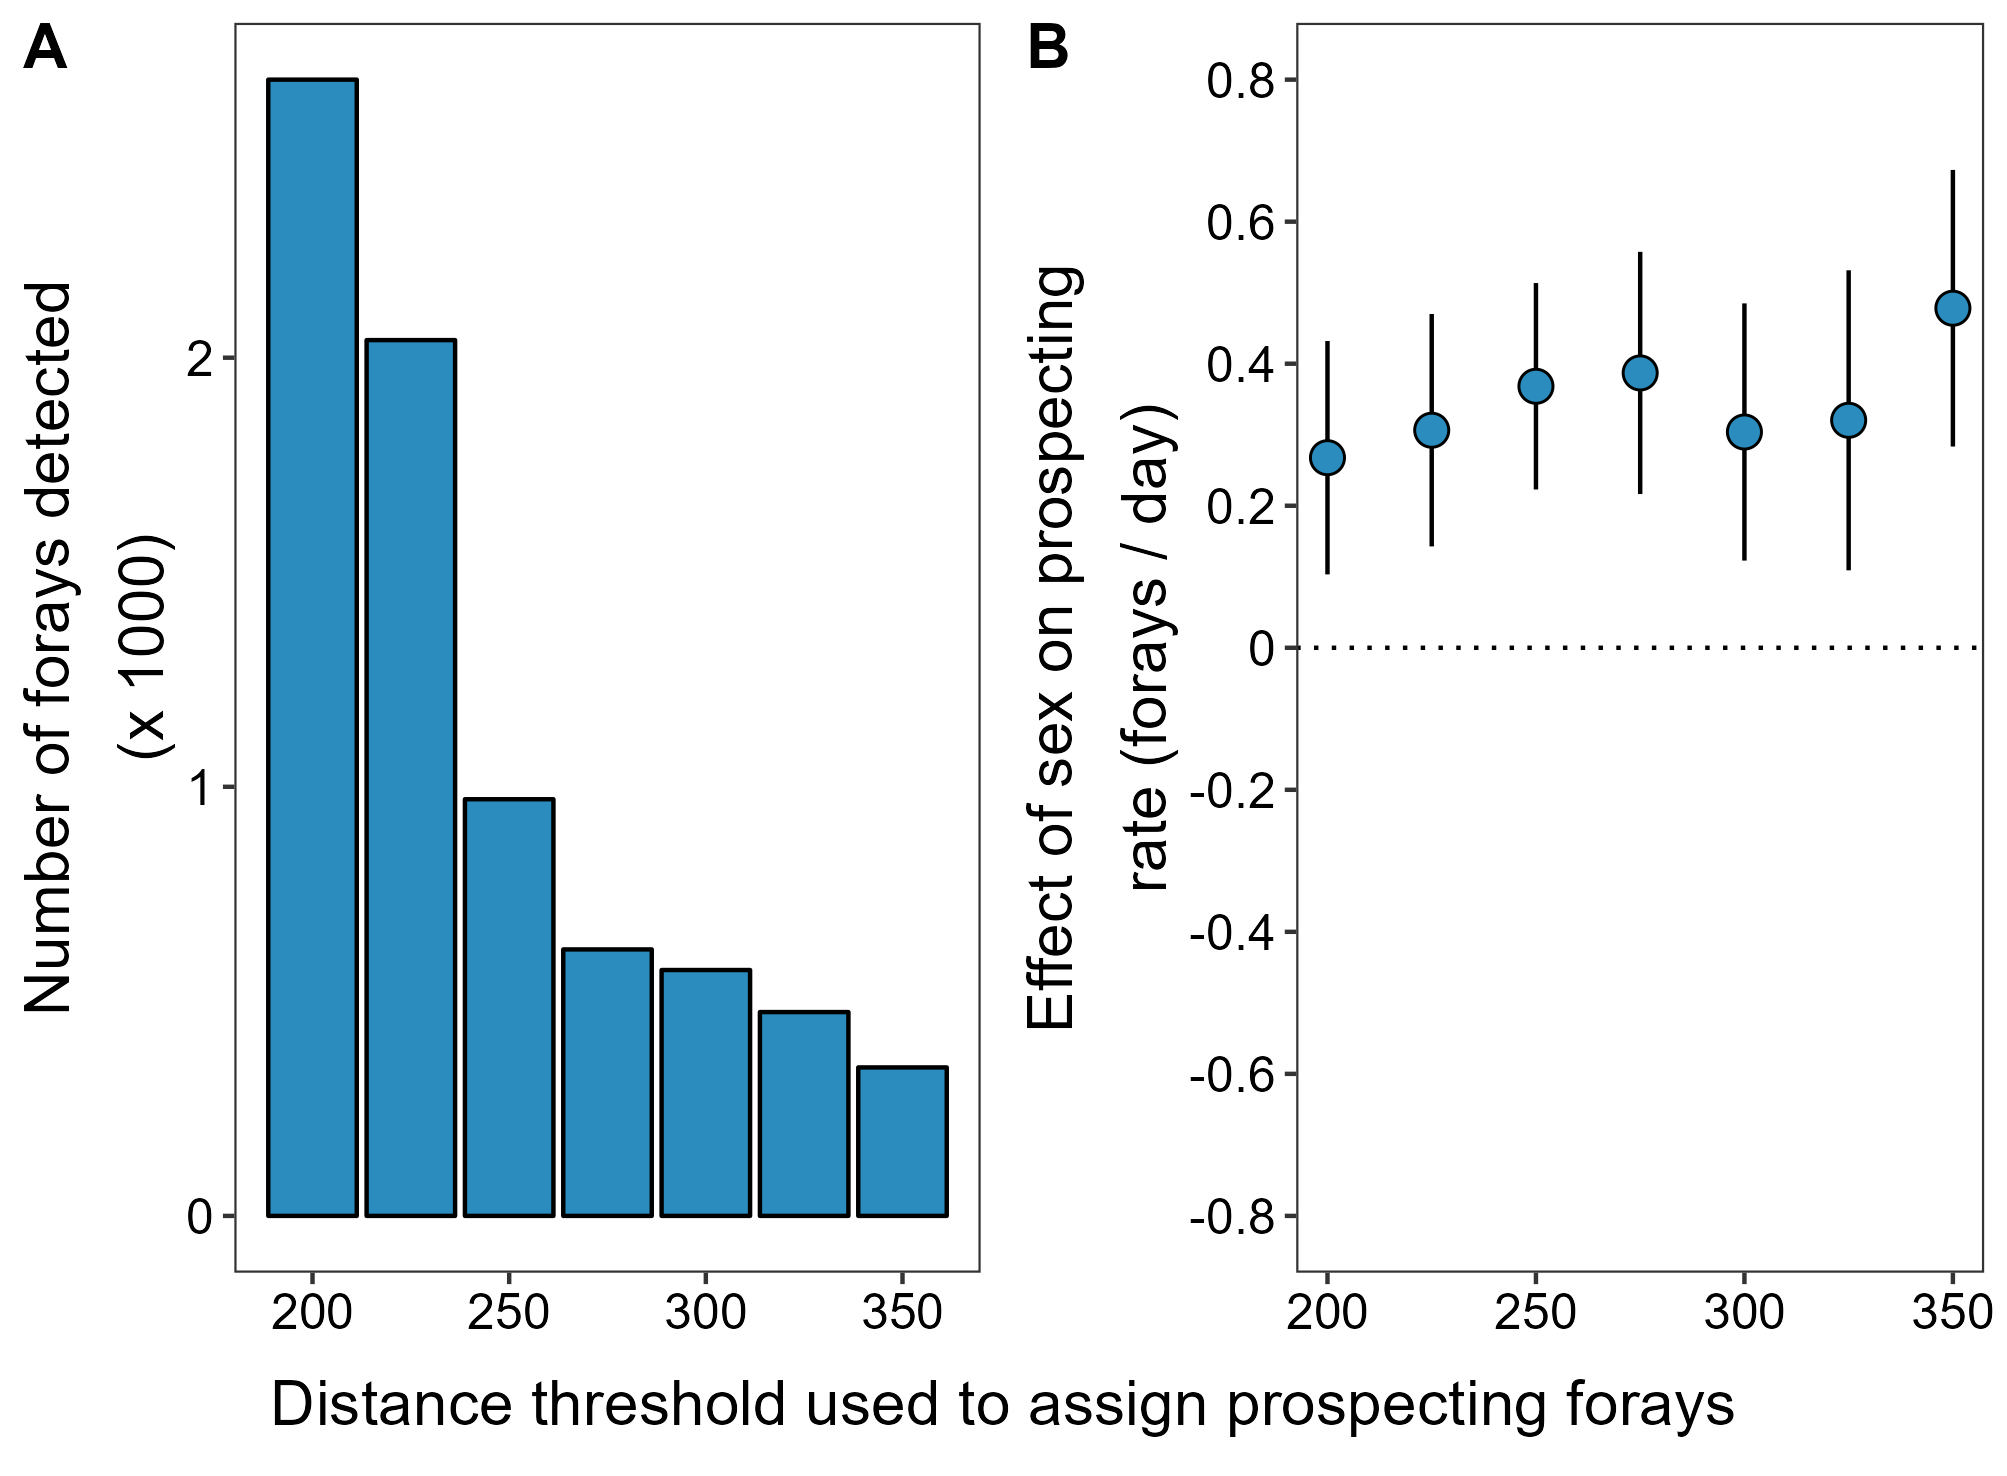 A
Number of forays detected
(x 1000)
2
1
0
200 250 300 350
B
Effect of sex on prospecting
rate (forays / day)
0.8
0.6
0.4
0.2
0
-0.2
-0.4
-0.6
-0.8
200 250 300 350
Distance threshold used to assign prospecting forays